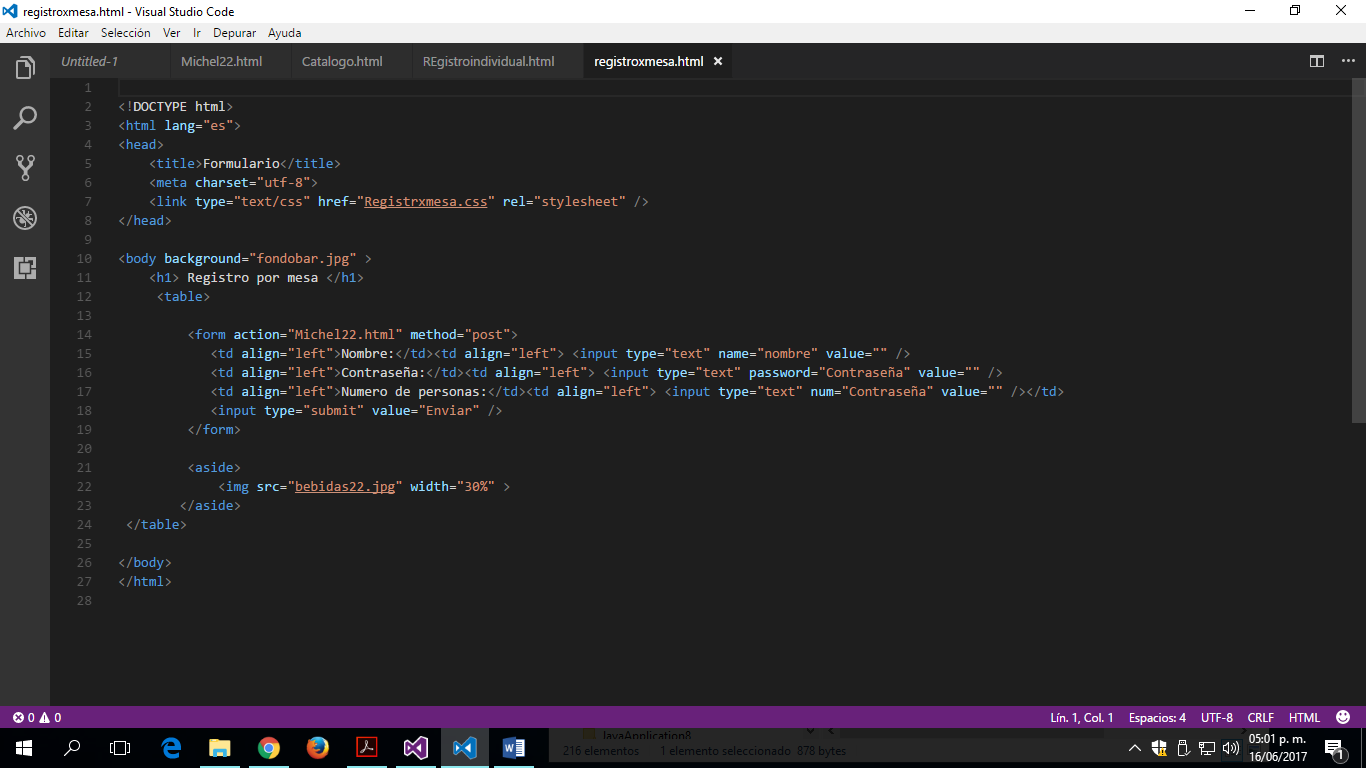 registroxmesa.html - Visual Studio Code
Archivo Editar Selección Ver Ir Depurar Ayuda
Untitled-1 Michel22.html Catalogo.html REgistroindividual.html registroxmesa.html ×
1
2 <!DOCTYPE html>
3 <html lang="es">
4 <head>
5     <title>Formulario</title>
6     <meta charset="utf-8">
7     <link type="text/css" href="Registrxmesa.css" rel="stylesheet" />
8 </head>
9
10 <body background="fondobar.jpg" >
11     <h1> Registro por mesa </h1>
12      <table>
13
14          <form action="Michel22.html" method="post">
15             <td align="left">Nombre:</td><td align="left"> <input type="text" name="nombre" value="" />
16             <td align="left">Contraseña:</td><td align="left"> <input type="text" password="Contraseña" value="" />
17             <td align="left">Numero de personas:</td><td align="left"> <input type="text" num="Contraseña" value="" /></td>
18             <input type="submit" value="Enviar" />
19          </form>
20
21          <aside>
22              <img src="bebidas22.jpg" width="30%" >
23         </aside>
24  </table>
25
26 </body>
27 </html>
28
0 0 Lín. 1, Col. 1 Espacios: 4 UTF-8 CRLF HTML
JavaApplication8
216 elementos 1 elemento seleccionado 878 bytes
05:01 p. m.
16/06/2017
1